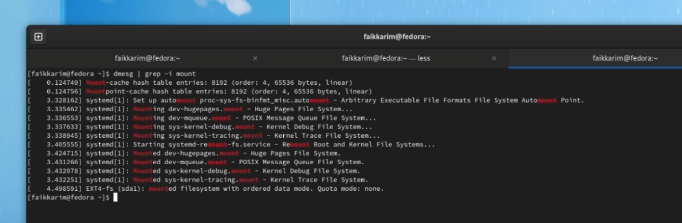 faikkarim@fedora:~
faikkarim@fedora:~
faikkarim@fedora:~ — less
faikkarim@fedora:~
[faikkarim@fedora ~]$ dmesg | grep -i mount
[    0.124749] Mount-cache hash table entries: 8192 (order: 4, 65536 bytes, linear)
[    0.124756] Mountpoint-cache hash table entries: 8192 (order: 4, 65536 bytes, linear)
[    3.328162] systemd[1]: Set up automount proc-sys-fs-binfmt_misc.automount - Arbitrary Executable File Formats File System Automount Point.
[    3.335462] systemd[1]: Mounting dev-hugepages.mount - Huge Pages File System...
[    3.336553] systemd[1]: Mounting dev-mqueue.mount - POSIX Message Queue File System...
[    3.337633] systemd[1]: Mounting sys-kernel-debug.mount - Kernel Debug File System...
[    3.338945] systemd[1]: Mounting sys-kernel-tracing.mount - Kernel Trace File System...
[    3.405555] systemd[1]: Starting systemd-remount-fs.service - Remount Root and Kernel File Systems...
[    3.424715] systemd[1]: Mounted dev-hugepages.mount - Huge Pages File System.
[    3.431266] systemd[1]: Mounted dev-mqueue.mount - POSIX Message Queue File System.
[    3.432078] systemd[1]: Mounted sys-kernel-debug.mount - Kernel Debug File System.
[    3.432251] systemd[1]: Mounted sys-kernel-tracing.mount - Kernel Trace File System.
[    4.498591] EXT4-fs (sda1): mounted filesystem with ordered data mode. Quota mode: none.
[faikkarim@fedora ~]$